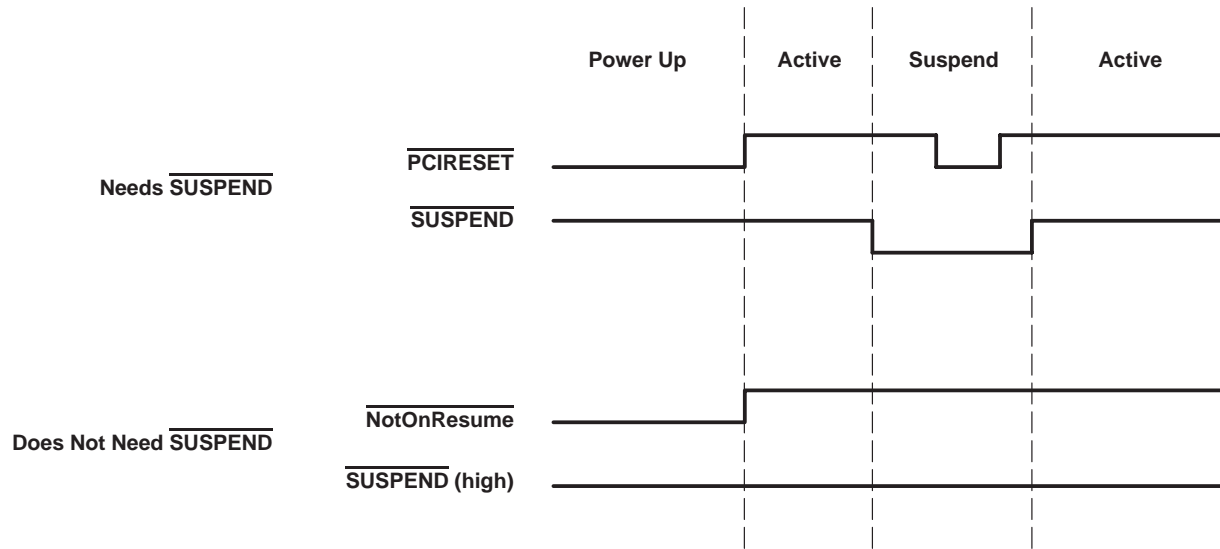 Power Up Active Suspend Active
PCIRESET
Needs SUSPEND
SUSPEND
NotOnResume
Does Not Need SUSPEND
SUSPEND (high)